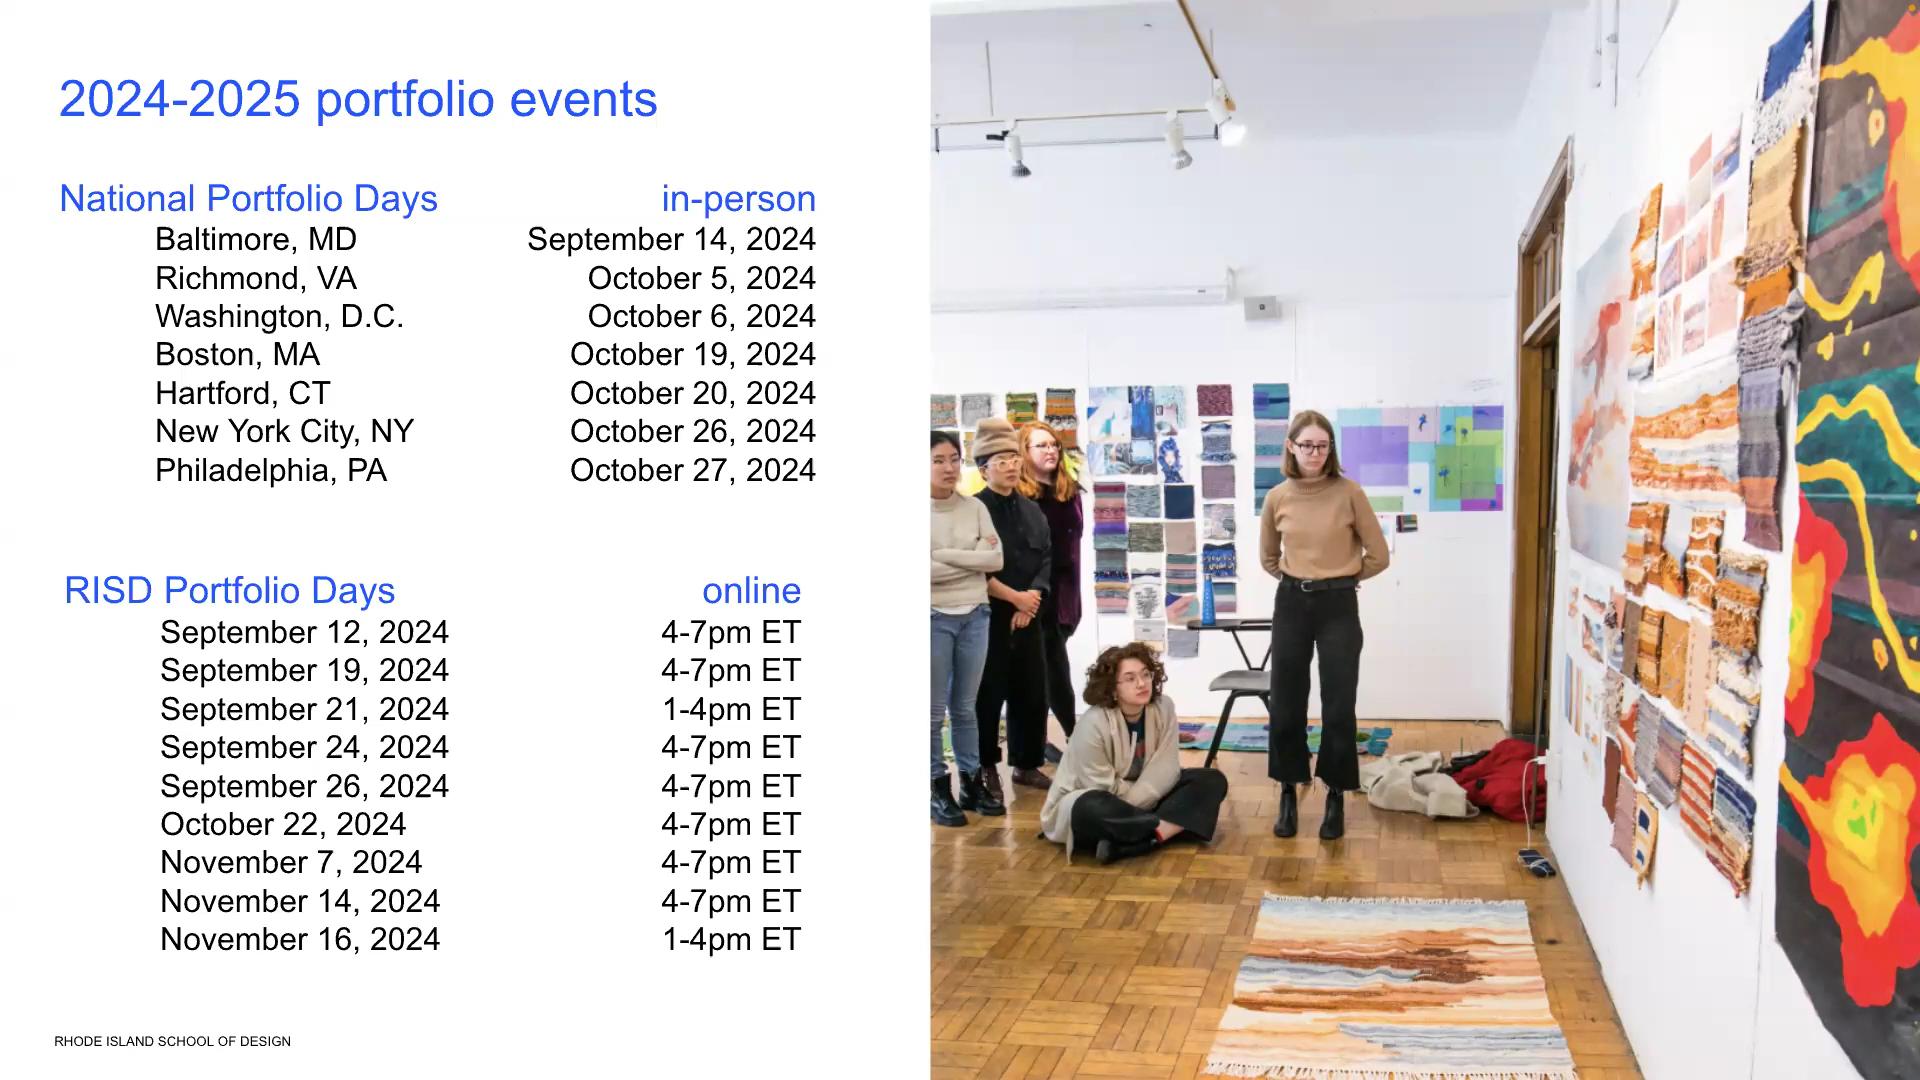 2024-2025 portfolio events
National Portfolio Days in-person
Baltimore, MD September 14, 2024
Richmond, VA October 5, 2024
Washington, D.C. October 6, 2024
Boston, MA October 19, 2024
Hartford, CT October 20, 2024
New York City, NY October 26, 2024
Philadelphia, PA October 27, 2024
RISD Portfolio Days online
September 12, 2024 4-7pm ET
September 19, 2024 4-7pm ET
September 21, 2024 1-4pm ET
September 24, 2024 4-7pm ET
September 26, 2024 4-7pm ET
October 22, 2024 4-7pm ET
November 7, 2024 4-7pm ET
November 14, 2024 4-7pm ET
November 16, 2024 1-4pm ET
RHODE ISLAND SCHOOL OF DESIGN